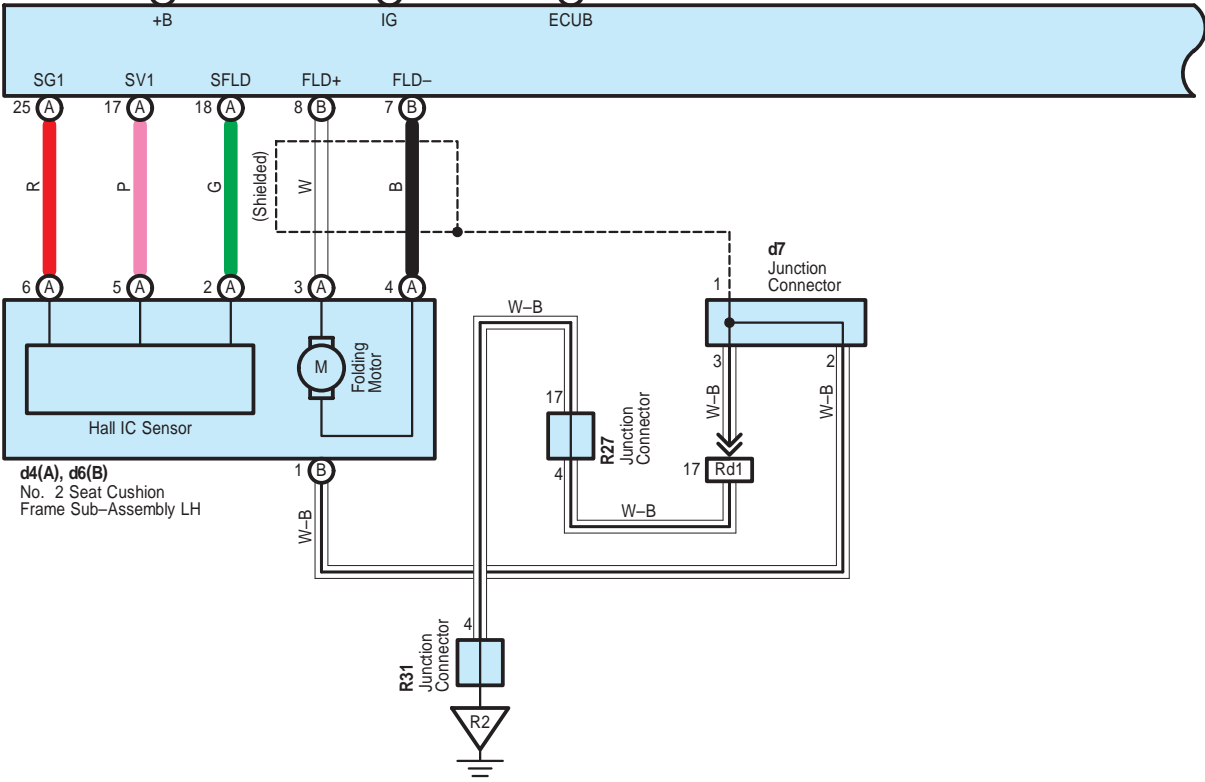 +B IG ECUB
SG1 SV1 SFLD FLD+ FLD–
25 A 17 A 18 A 8 B 7 B
R
P
G
(Shielded)
W
B
6 A 5 A 2 A 3 A 4 A
d7
Junction
Connector
1
3
2
W–B
W–B
W–B
M
Folding
Motor
Hall IC Sensor
17
R27
Junction
Connector
4
17 Rd1
W–B
1 B
d4(A), d6(B)
No. 2 Seat Cushion
Frame Sub–Assembly LH
W–B
4
R31
Junction
Connector
R2